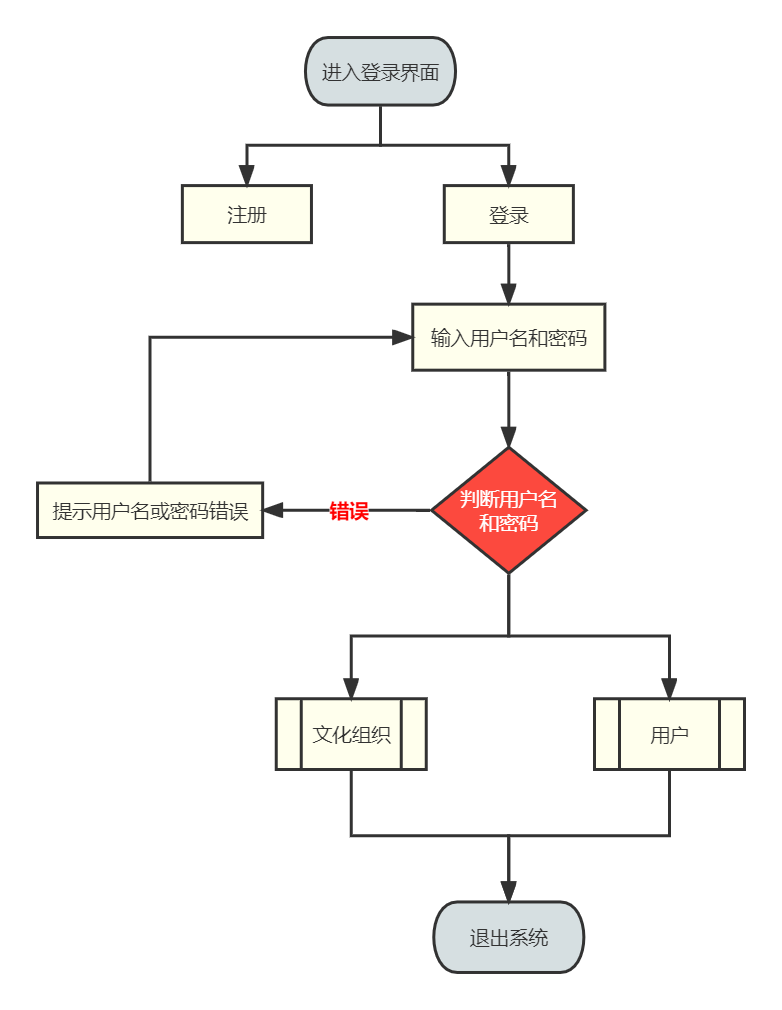 进入登录界面
注册
登录
输入用户名和密码
判断用户名
和密码
错误
提示用户名或密码错误
文化组织
用户
退出系统